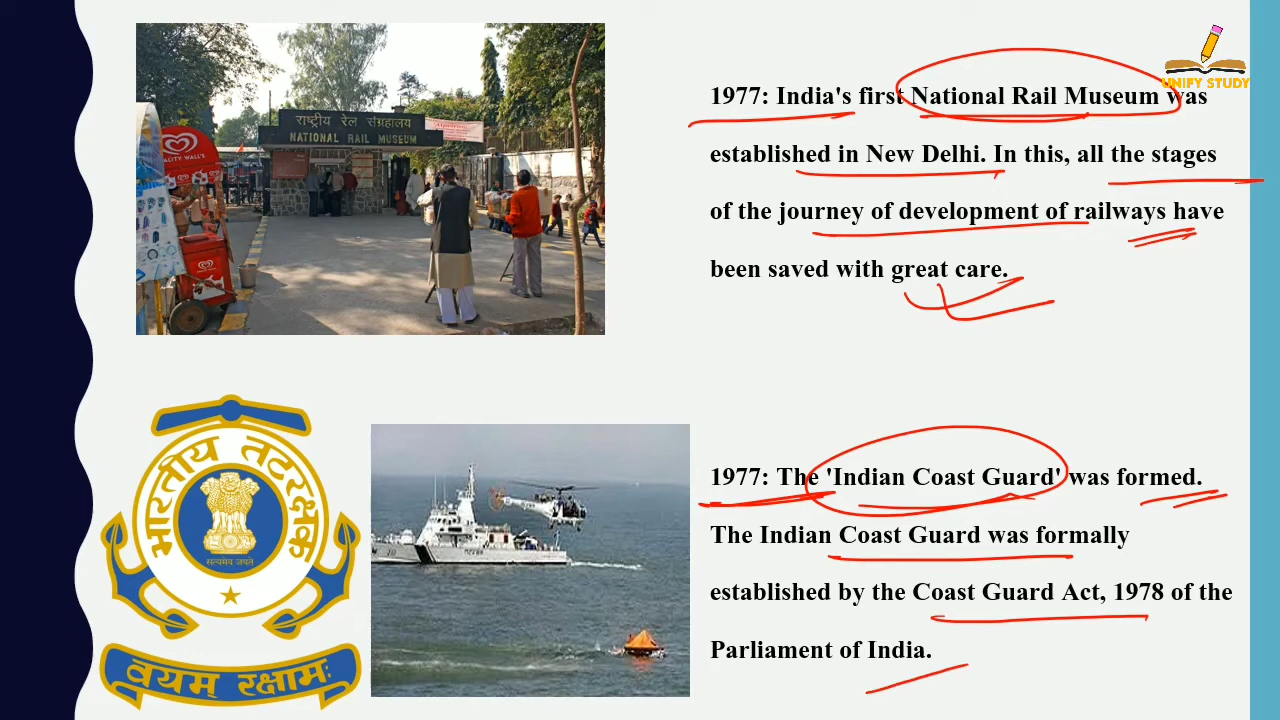 UNIFY STUDY
1977: India's first National Rail Museum was
established in New Delhi. In this, all the stages
of the journey of development of railways have
been saved with great care.
राष्ट्रीय रेल संग्रहालय
NATIONAL RAIL MUSEUM
1977: The 'Indian Coast Guard' was formed.
The Indian Coast Guard was formally
established by the Coast Guard Act, 1978 of the
Parliament of India.
भारतीय तटरक्षक
सत्यमेव जयते
वयम् रक्षामः